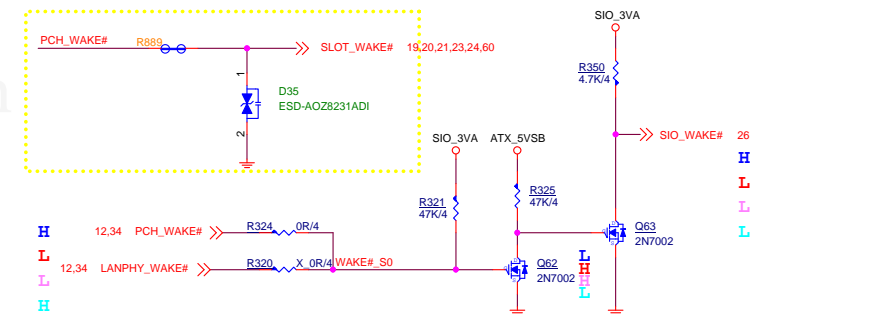 SIO_3VA
PCH_WAKE#
R889
SLOT_WAKE# 19,20,21,23,24,60
R350
4.7K/4
1
D35
ESD-AOZ8231ADI
2
SIO_3VA
ATX_5VSB
SIO_WAKE# 26
H
L
L
L
R321
47K/4
R325
47K/4
H
L
L
H
12,34 PCH_WAKE#
R324
0R/4
Q63
2N7002
12,34 LANPHY_WAKE#
R320
X_0R/4
WAKE#_S0
Q62
2N7002
L
H
H
L